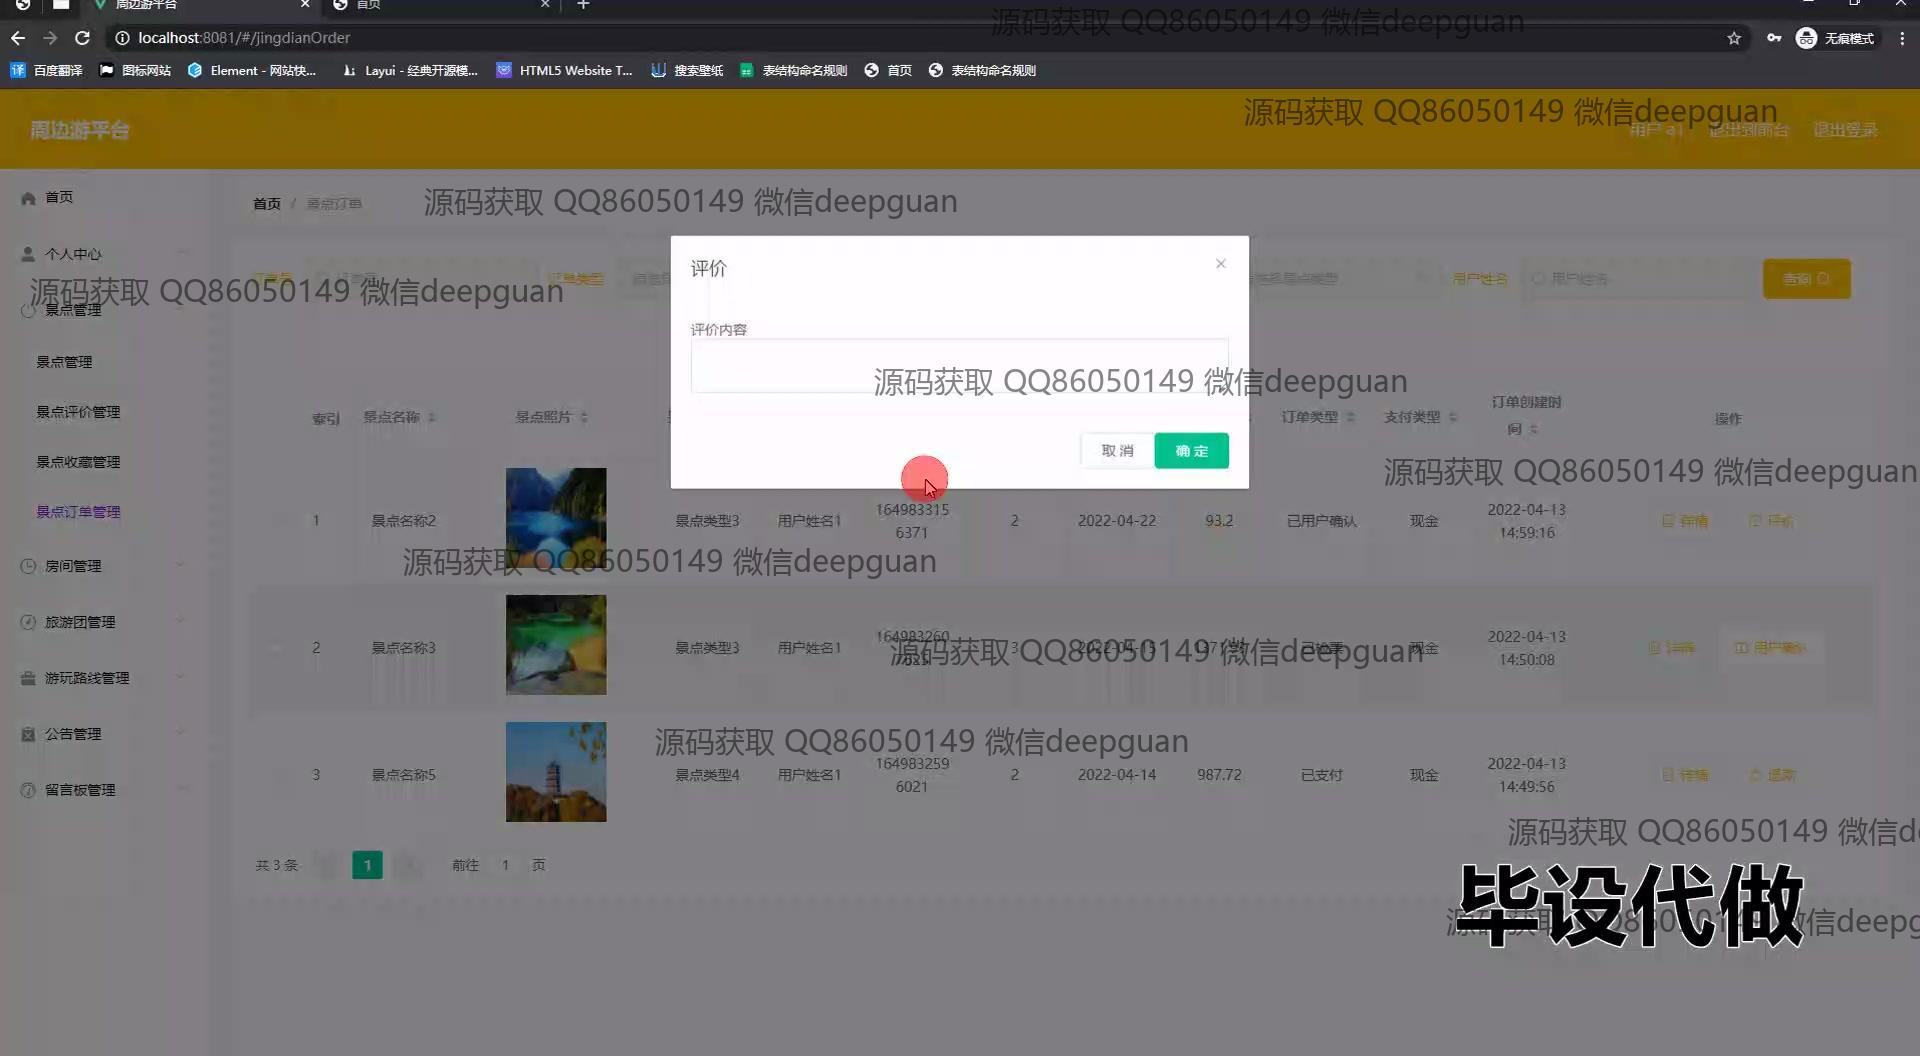 周边游平台
首页
源码获取 QQ86050149 微信deepguan
localhost:8081/#/jingdianOrder
无痕模式
百度翻译
图标网站
Element - 网站快...
Layui - 经典开源模...
HTML5 Website T...
搜索壁纸
表结构命名规则
首页
表结构命名规则
源码获取 QQ86050149 微信deepguan
周边游平台
用户 a1
退出到前台
退出登录
首页
首页 / 景点订单
源码获取 QQ86050149 微信deepguan
个人中心
评价
订单类型
用户姓名
用户姓名
查询
源码获取 QQ86050149 微信deepguan
景点管理
评价内容
景点管理
源码获取 QQ86050149 微信deepguan
景点评价管理
索引 景点名称 景点照片 订单类型 支付类型 订单创建时间 操作
取消 确定
景点收藏管理
源码获取 QQ86050149 微信deepguan
景点订单管理
1 景点名称2 景点类型3 用户姓名1 1649833156371 2 2022-04-22 93.2 已用户确认 现金 2022-04-13 14:59:16 详情 评价
房间管理
源码获取 QQ86050149 微信deepguan
旅游团管理
2 景点名称3 景点类型3 用户姓名1 3 2022-04-15 现金 2022-04-13 14:50:08 详情 用户确认
源码获取 QQ86050149 微信deepguan
游玩路线管理
公告管理
源码获取 QQ86050149 微信deepguan
3 景点名称5 景点类型4 用户姓名1 1649832596021 2 2022-04-14 987.72 已支付 现金 2022-04-13 14:49:56 详情 退款
留言板管理
源码获取 QQ86050149 微信d
共 3 条 1 前往 1 页
毕设代做
源码获取 QQ86050149 微信deepg